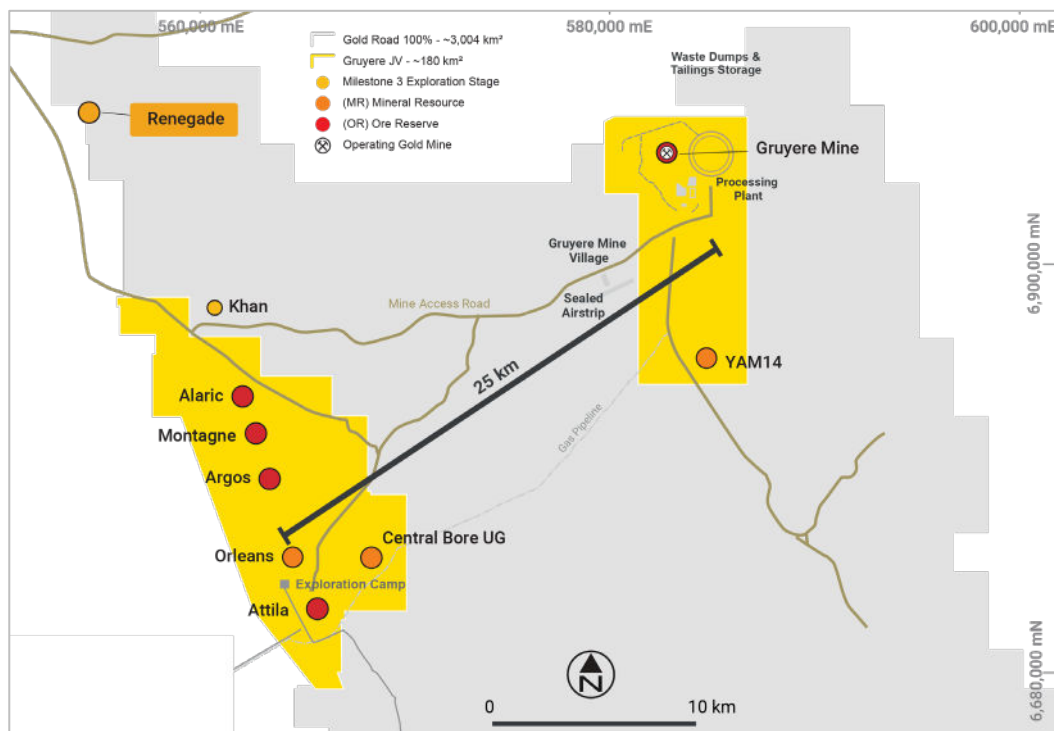 560,000 mE
580,000 mE
600,000 mE
Gold Road 100% - ~3,004 km²
Gruyere JV - ~180 km²
Milestone 3 Exploration Stage
(MR) Mineral Resource
(OR) Ore Reserve
Operating Gold Mine
Waste Dumps &
Tailings Storage
Renegade
Gruyere Mine
Processing
Plant
Gruyere Mine
Village
6,900,000 mN
Sealed
Airstrip
Khan
Mine Access Road
YAM14
25 km
Alaric
Gas Pipeline
Montagne
Argos
Orleans
Central Bore UG
Exploration Camp
Attila
6,680,000 mN
N
0
10 km